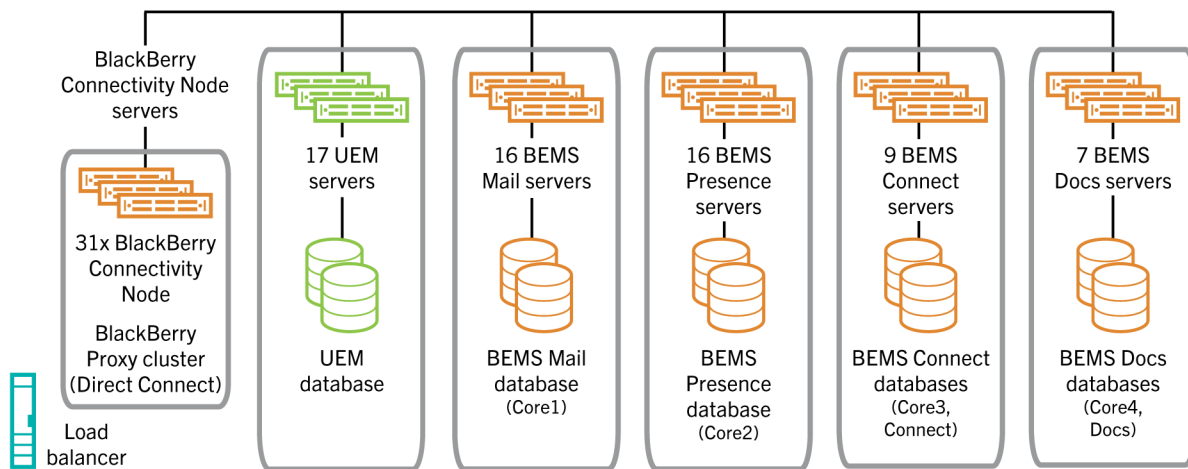 BlackBerry
Connectivity Node
servers
31x BlackBerry
Connectivity
Node
BlackBerry
Proxy cluster
(Direct Connect)
Load
balancer
17 UEM
servers
UEM
database
16 BEMS
Mail servers
BEMS Mail
database
(Core1)
16 BEMS
Presence
servers
BEMS
Presence
database
(Core2)
9 BEMS
Connect
servers
BEMS Connect
databases
(Core3,
Connect)
7 BEMS
Docs servers
BEMS Docs
databases
(Core4,
Docs)